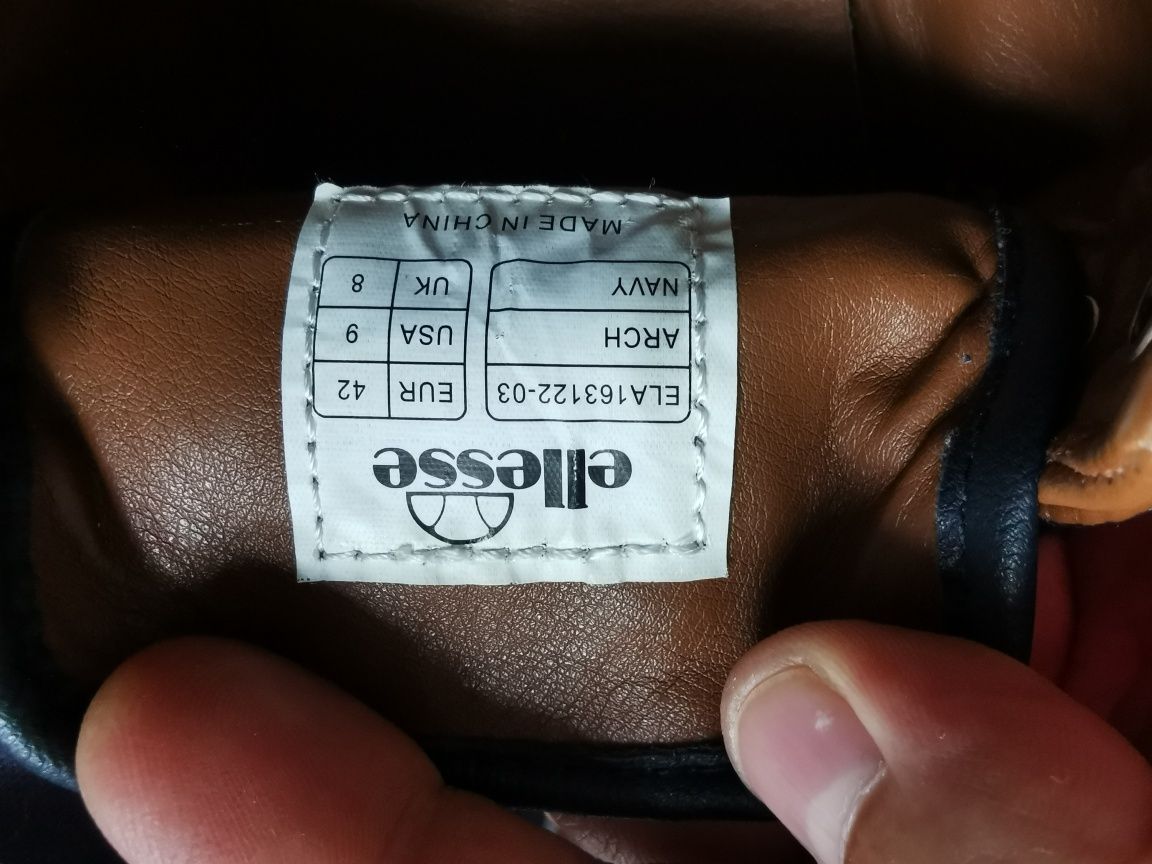 ellesse
ELA163122-03 EUR 42
ARCH USA 9
NAVY UK 8
MADE IN CHINA